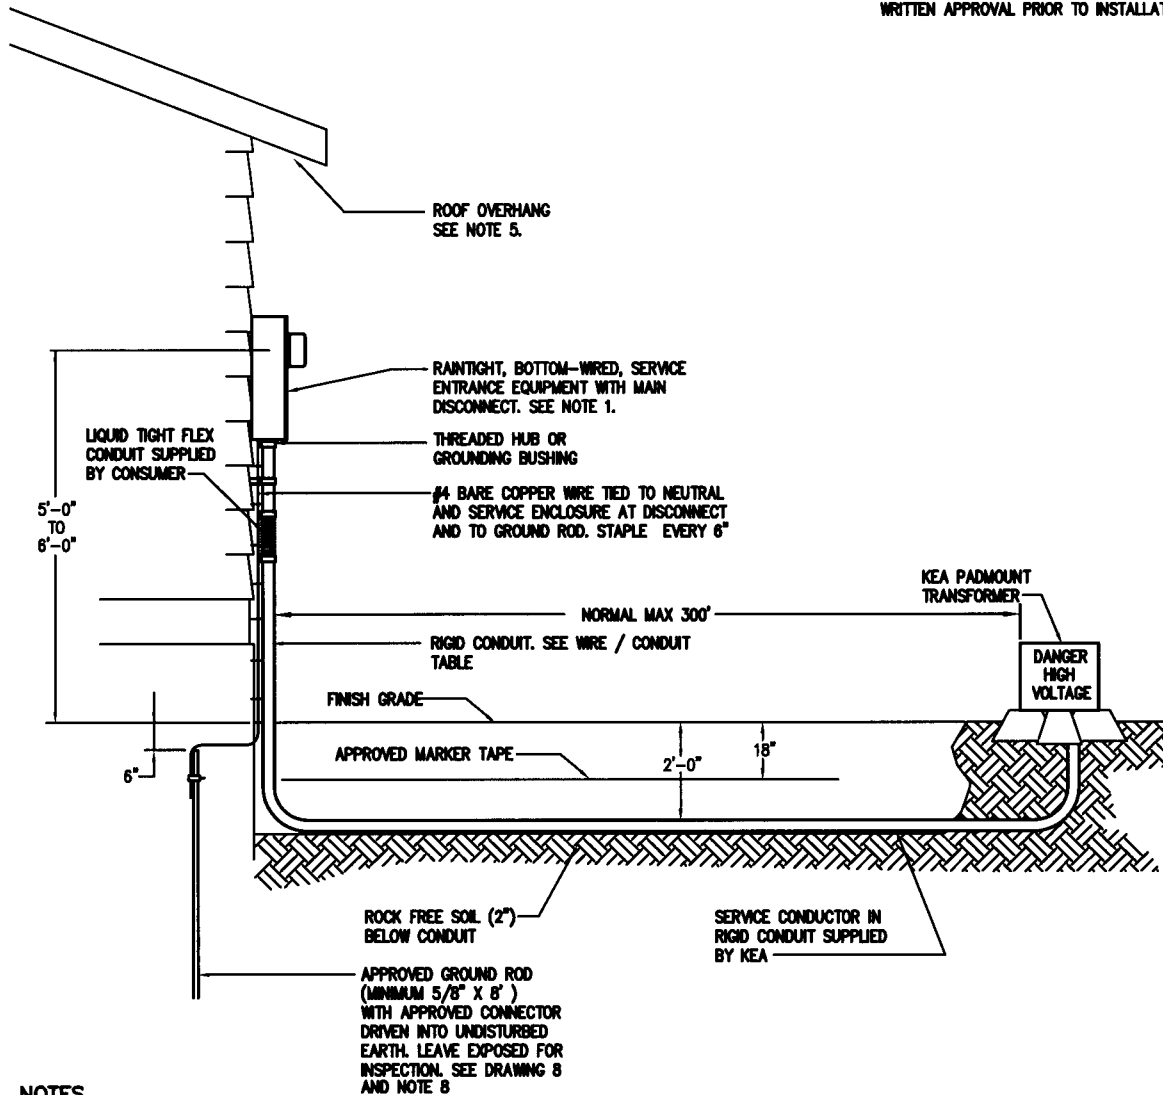 WRITTEN APPROVAL PRIOR TO INSTALLAT
ROOF OVERHANG
SEE NOTE 5.
RAINTIGHT, BOTTOM-WIRED, SERVICE
ENTRANCE EQUIPMENT WITH MAIN
DISCONNECT. SEE NOTE 1.
LIQUID TIGHT FLEX
CONDUIT SUPPLIED
BY CONSUMER
THREADED HUB OR
GROUNDING BUSHING
#4 BARE COPPER WIRE TIED TO NEUTRAL
AND SERVICE ENCLOSURE AT DISCONNECT
AND TO GROUND ROD. STAPLE EVERY 6"
5'-0"
TO
6'-0"
KEA PADMOUNT
TRANSFORMER
NORMAL MAX 300'
RIGID CONDUIT. SEE WIRE / CONDUIT
TABLE
DANGER
HIGH
VOLTAGE
FINISH GRADE
APPROVED MARKER TAPE
2'-0"
18"
6"
ROCK FREE SOIL (2")
BELOW CONDUIT
SERVICE CONDUCTOR IN
RIGID CONDUIT SUPPLIED
BY KEA
APPROVED GROUND ROD
(MINIMUM 5/8" X 8' )
WITH APPROVED CONNECTOR
DRIVEN INTO UNDISTURBED
EARTH. LEAVE EXPOSED FOR
INSPECTION. SEE DRAWING 8
AND NOTE 8
NOTES